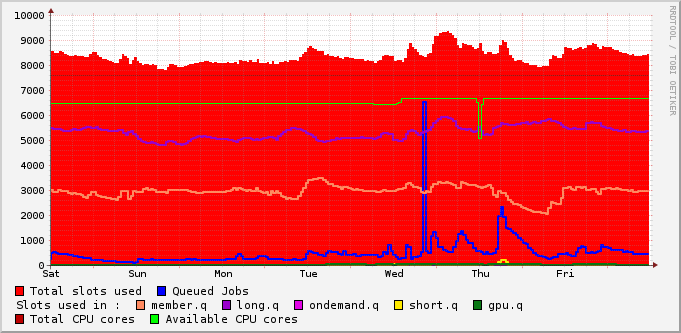 10000
9000
8000
7000
6000
5000
4000
3000
2000
1000
0
Sat Sun Mon Tue Wed Thu Fri
Total slots used Queued Jobs
Slots used in : member.q long.q ondemand.q short.q gpu.q
Total CPU cores Available CPU cores
RRDTOOL / TOBI OETIKER